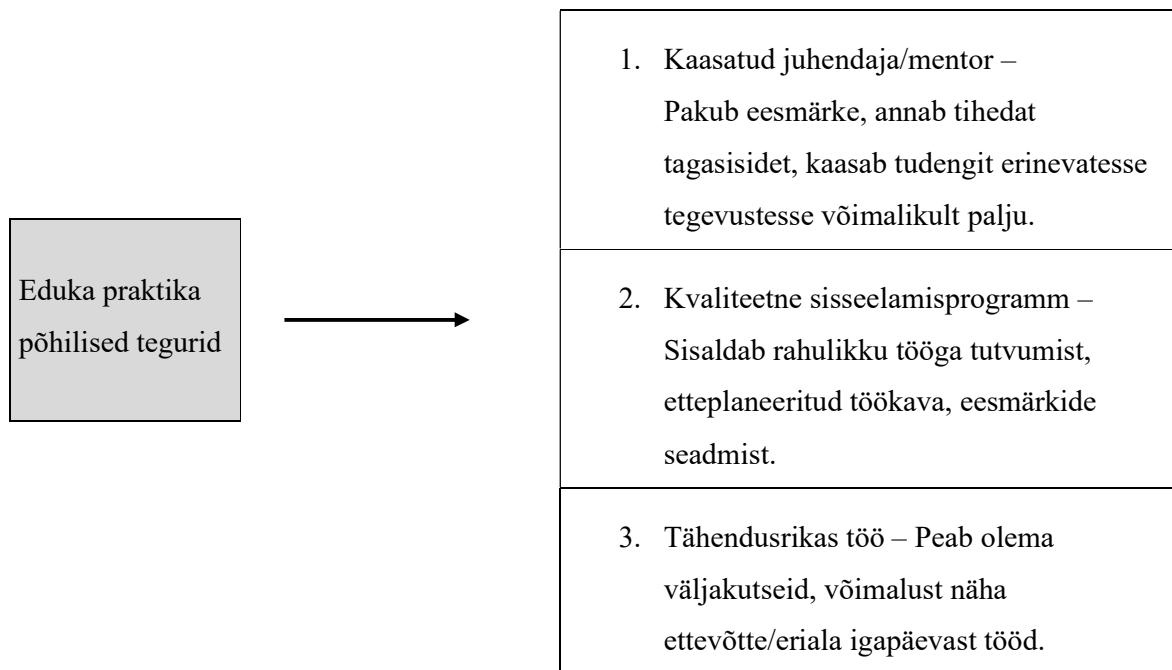 Eduka praktika
põhilised tegurid
1. Kaasatud juhendaja/mentor –
Pakub eesmärke, annab tihedat
tagasisidet, kaasab tudengit erinevatesse
tegevustesse võimalikult palju.
2. Kvaliteetne sisseelamisprogramm –
Sisaldab rahulikku tööga tutvumist,
etteplaneeritud töökava, eesmärkide
seadmist.
3. Tähendusrikas töö – Peab olema
väljakutseid, võimalust näha
ettevõtte/eriala igapäevast tööd.